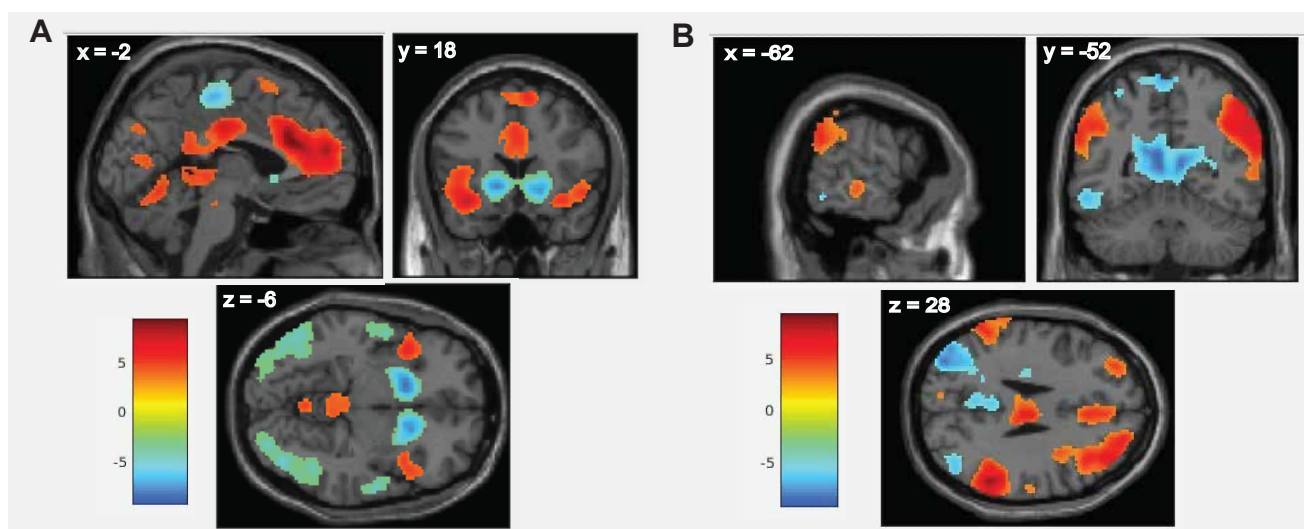 A
x = -2
y = 18
z = -6
5
0
-5
B
x = -62
y = -52
z = 28
5
0
-5